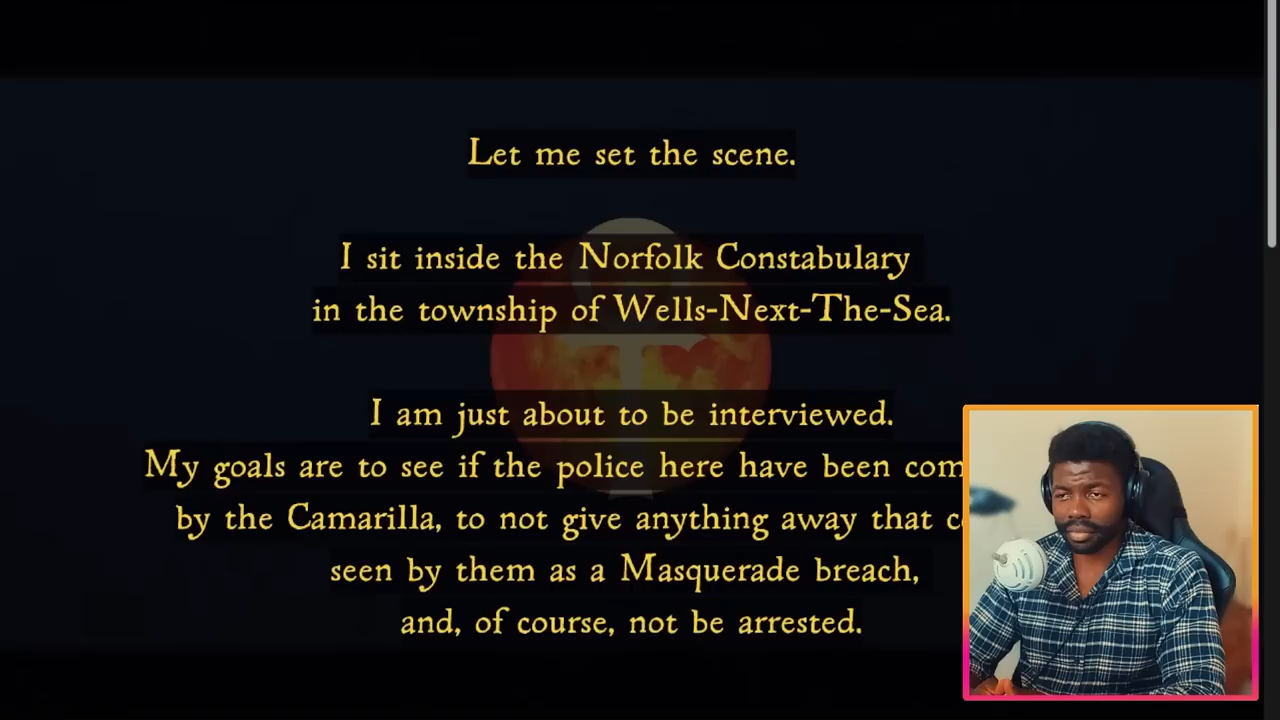 Let me set the scene.
I sit inside the Norfolk Constabulary
in the township of Wells-Next-The-Sea.
I am just about to be interviewed.
My goals are to see if the police here have been
by the Camarilla, to not give anything away that
seen by them as a Masquerade breach,
and, of course, not be arrested.